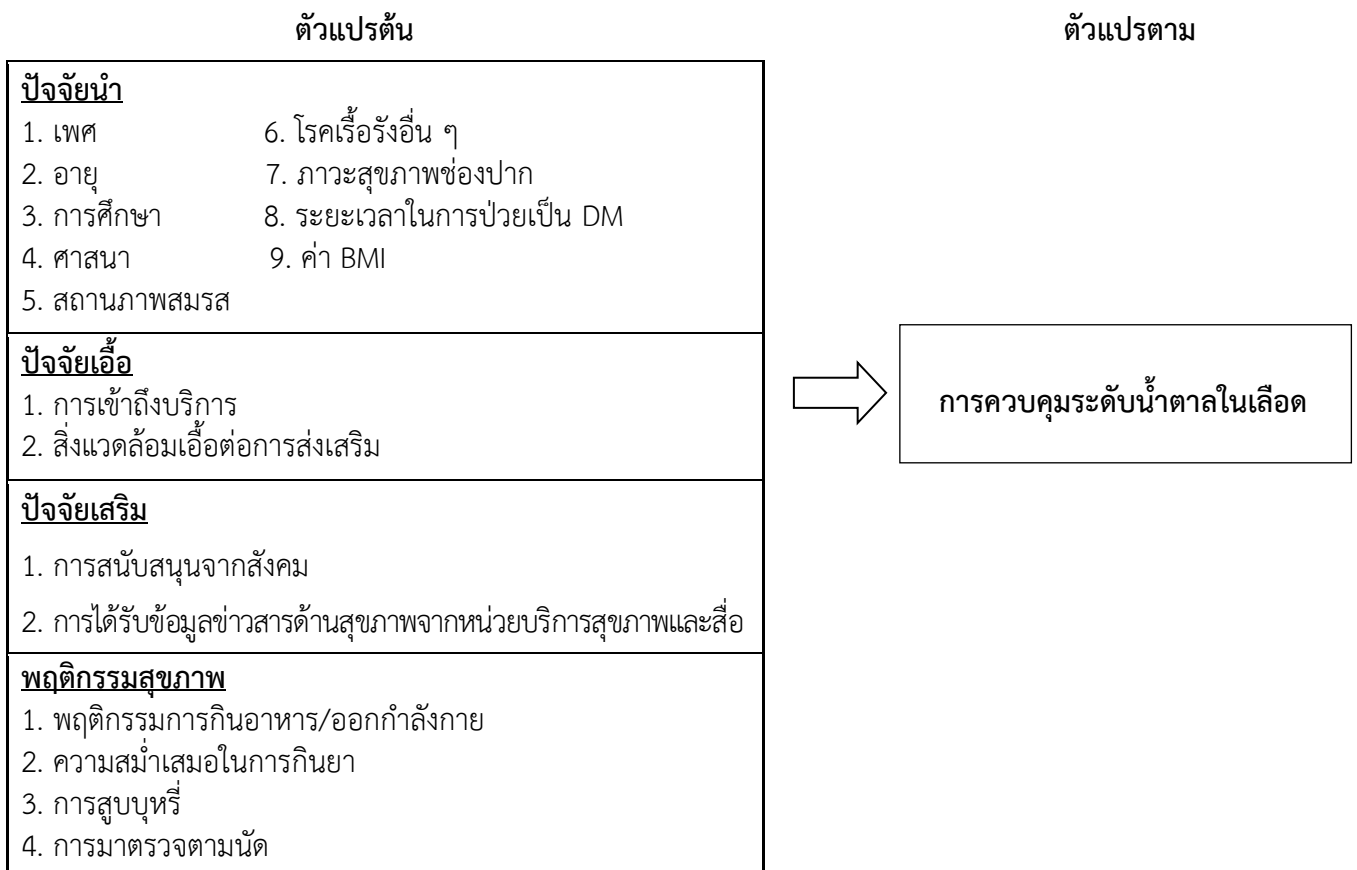 ตัวแปรต้น ตัวแปรตาม
ปัจจัยนำ
1. เพศ 6. โรคเรื้อรังอื่น ๆ
2. อายุ 7. ภาวะสุขภาพช่องปาก
3. การศึกษา 8. ระยะเวลาในการป่วยเป็น DM
4. ศาสนา 9. ค่า BMI
5. สถานภาพสมรส
ปัจจัยเอื้อ
1. การเข้าถึงบริการ
2. สิ่งแวดล้อมเอื้อต่อการส่งเสริม
การควบคุมระดับน้ำตาลในเลือด
ปัจจัยเสริม
1. การสนับสนุนจากสังคม
2. การได้รับข้อมูลข่าวสารด้านสุขภาพจากหน่วยบริการสุขภาพและสื่อ
พฤติกรรมสุขภาพ
1. พฤติกรรมการกินอาหาร/ออกกำลังกาย
2. ความสม่ำเสมอในการกินยา
3. การสูบบุหรี่
4. การมาตรวจตามนัด